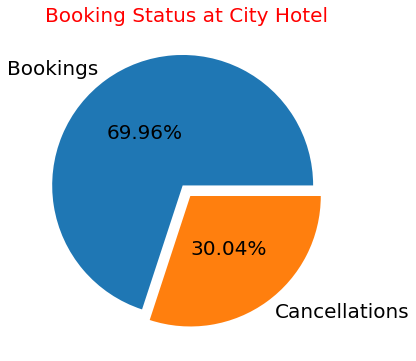 Booking Status at City Hotel
Bookings
69.96%
30.04%
Cancellations